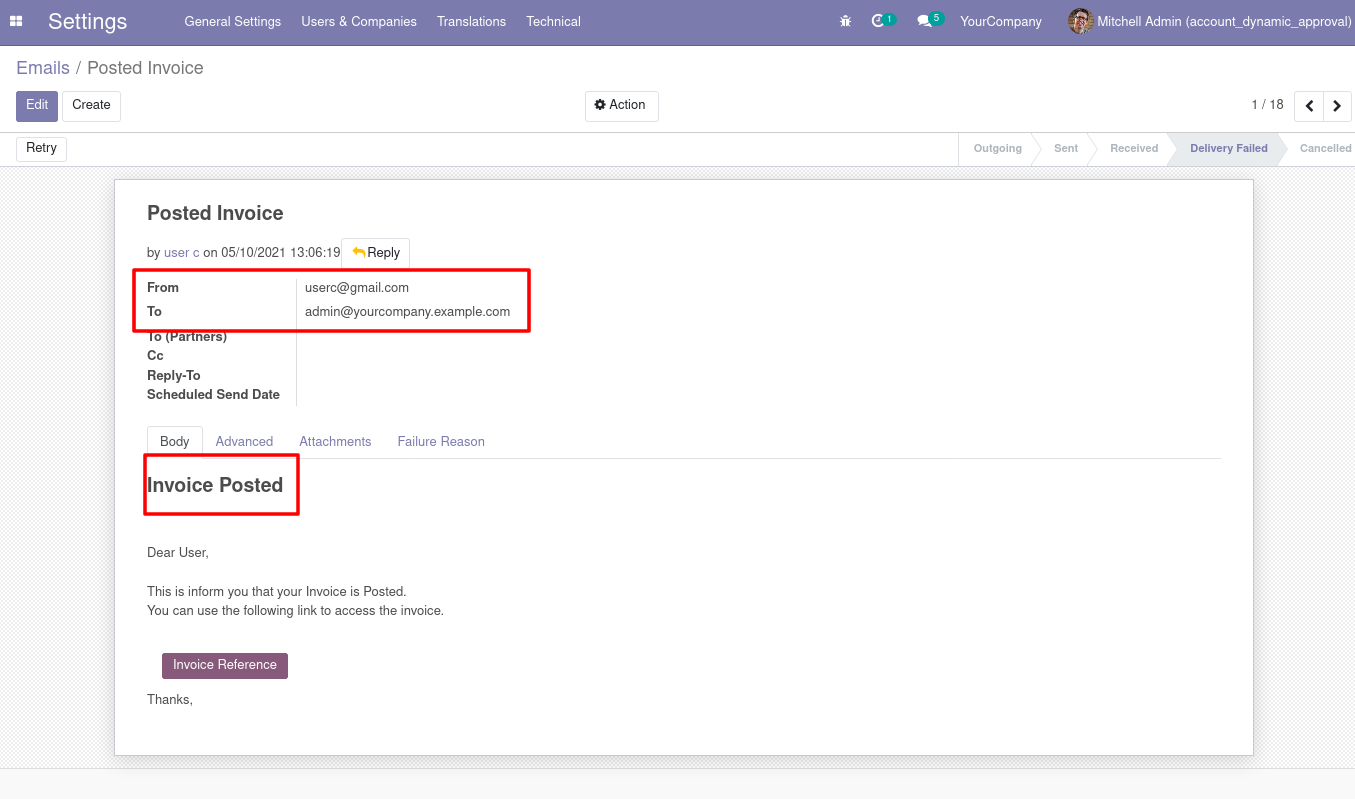 Settings General Settings Users & Companies Translations Technical 1 5 YourCompany Mitchell Admin (account_dynamic_approval)
Emails / Posted Invoice
Edit Create Action 1 / 18
Retry Outgoing Sent Received Delivery Failed Cancelled
Posted Invoice
by user c on 05/10/2021 13:06:19 Reply
From userc@gmail.com
To admin@yourcompany.example.com
To (Partners)
Cc
Reply-To
Scheduled Send Date
Body Advanced Attachments Failure Reason
Invoice Posted
Dear User,
This is inform you that your Invoice is Posted.
You can use the following link to access the invoice.
Invoice Reference
Thanks,